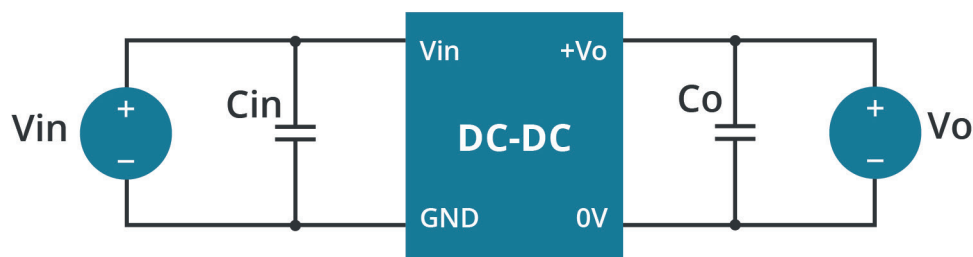 Vin
+
−
Cin
Vin
+Vo
DC-DC
GND
0V
Co
+
−
Vo